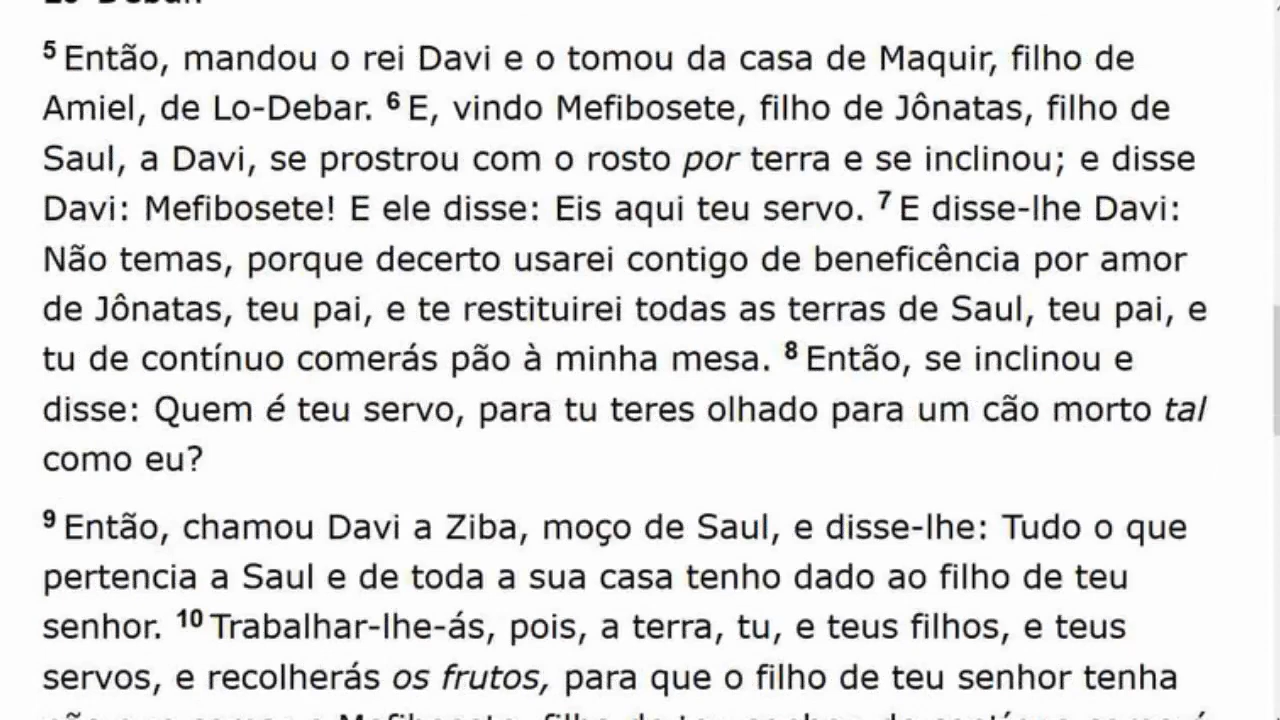 ⁵ Então, mandou o rei Davi e o tomou da casa de Maquir, filho de
Amiel, de Lo-Debar. ⁶ E, vindo Mefibosete, filho de Jônatas, filho de
Saul, a Davi, se prostrou com o rosto por terra e se inclinou; e disse
Davi: Mefibosete! E ele disse: Eis aqui teu servo. ⁷ E disse-lhe Davi:
Não temas, porque decerto usarei contigo de beneficência por amor
de Jônatas, teu pai, e te restituirei todas as terras de Saul, teu pai, e
tu de contínuo comerás pão à minha mesa. ⁸ Então, se inclinou e
disse: Quem é teu servo, para tu teres olhado para um cão morto tal
como eu?
⁹ Então, chamou Davi a Ziba, moço de Saul, e disse-lhe: Tudo o que
pertencia a Saul e de toda a sua casa tenho dado ao filho de teu
senhor. ¹⁰ Trabalhar-lhe-ás, pois, a terra, tu, e teus filhos, e teus
servos, e recolherás os frutos, para que o filho de teu senhor tenha